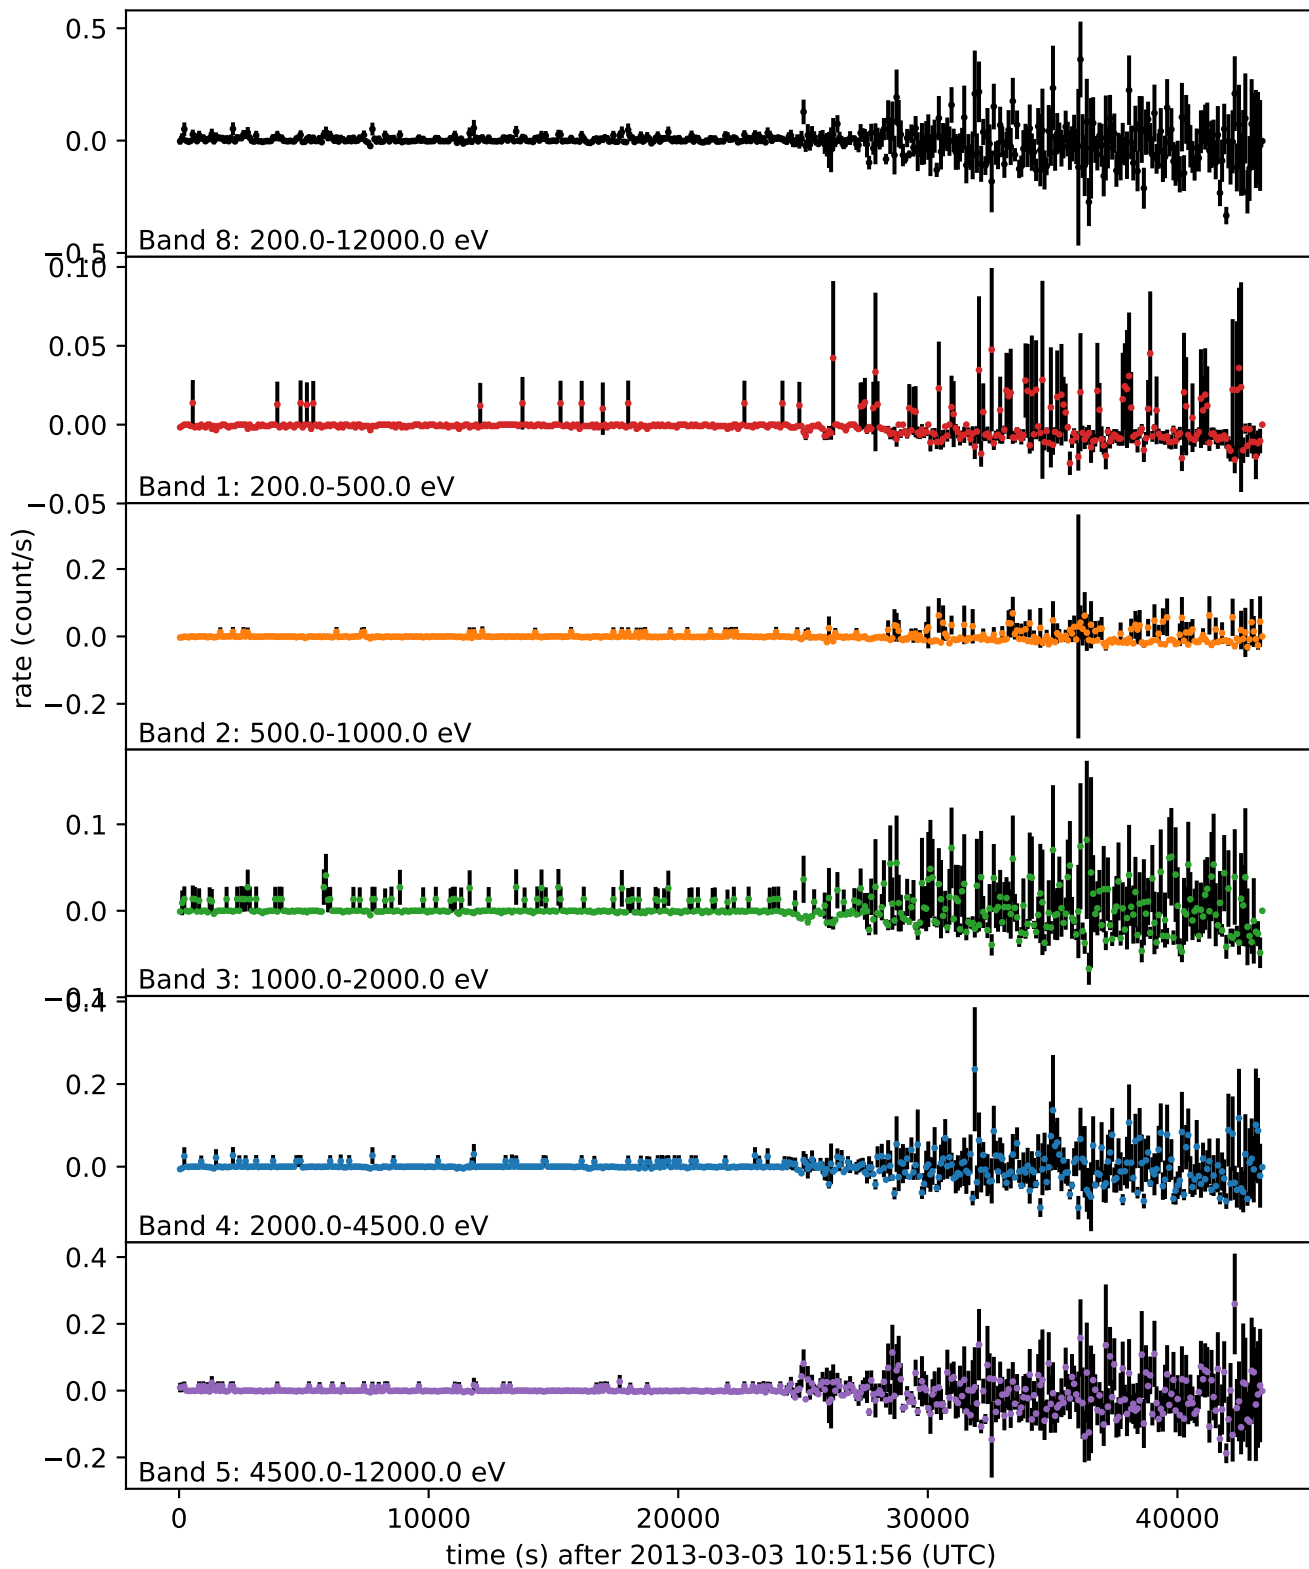 0.5
0.0
−0.5
Band 8: 200.0-12000.0 eV
0.10
0.05
0.00
−0.05
Band 1: 200.0-500.0 eV
0.2
0.0
−0.2
Band 2: 500.0-1000.0 eV
rate (count/s)
0.1
0.0
−0.1
Band 3: 1000.0-2000.0 eV
0.4
0.2
0.0
Band 4: 2000.0-4500.0 eV
0.4
0.2
0.0
−0.2
Band 5: 4500.0-12000.0 eV
0 10000 20000 30000 40000
time (s) after 2013-03-03 10:51:56 (UTC)